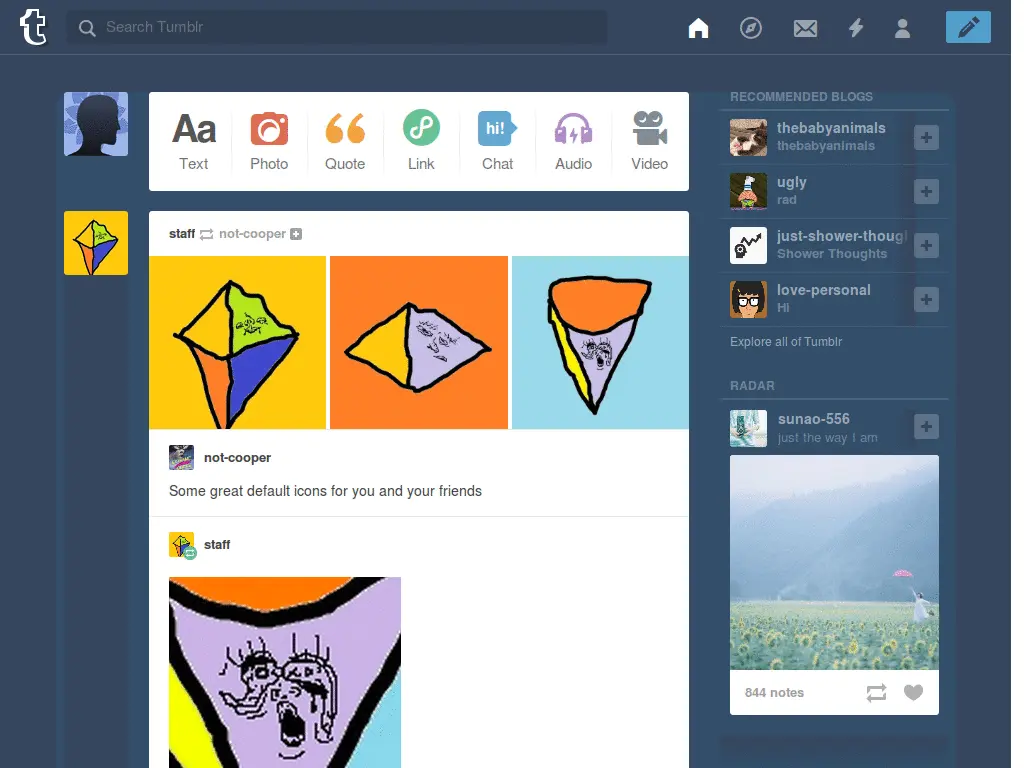 t
Search Tumblr
Aa
hi!
Text
Photo
Quote
Link
Chat
Audio
Video
staff not-cooper
not-cooper
Some great default icons for you and your friends
staff
RECOMMENDED BLOGS
thebabyanimals
thebabyanimals
ugly
rad
just-shower-thoug
Shower Thoughts
love-personal
Hi
Explore all of Tumblr
RADAR
sunao-556
just the way I am
844 notes